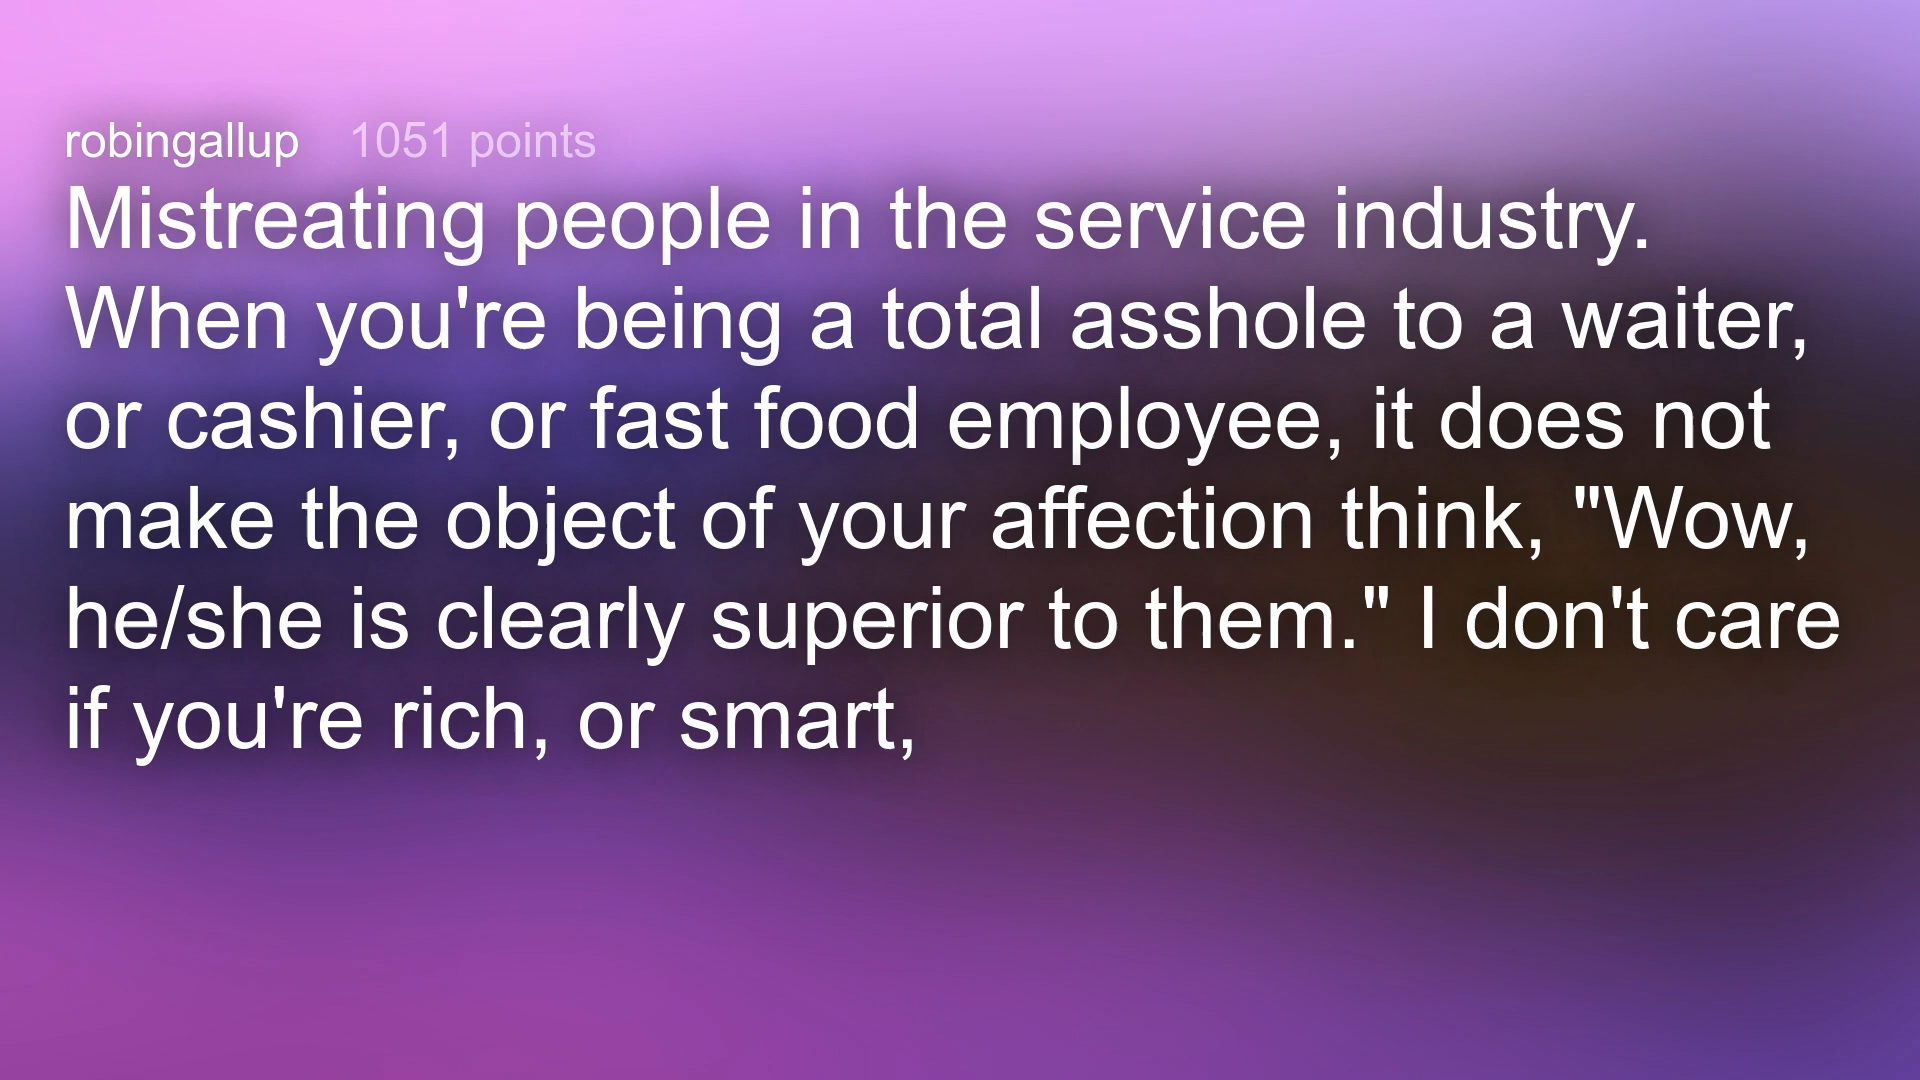 robingallup 1051 points
Mistreating people in the service industry.
When you're being a total asshole to a waiter,
or cashier, or fast food employee, it does not
make the object of your affection think, "Wow,
he/she is clearly superior to them." I don't care
if you're rich, or smart,